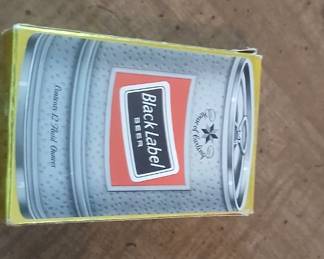 Black Label
BEER
Contents 12 Fluid Ounces